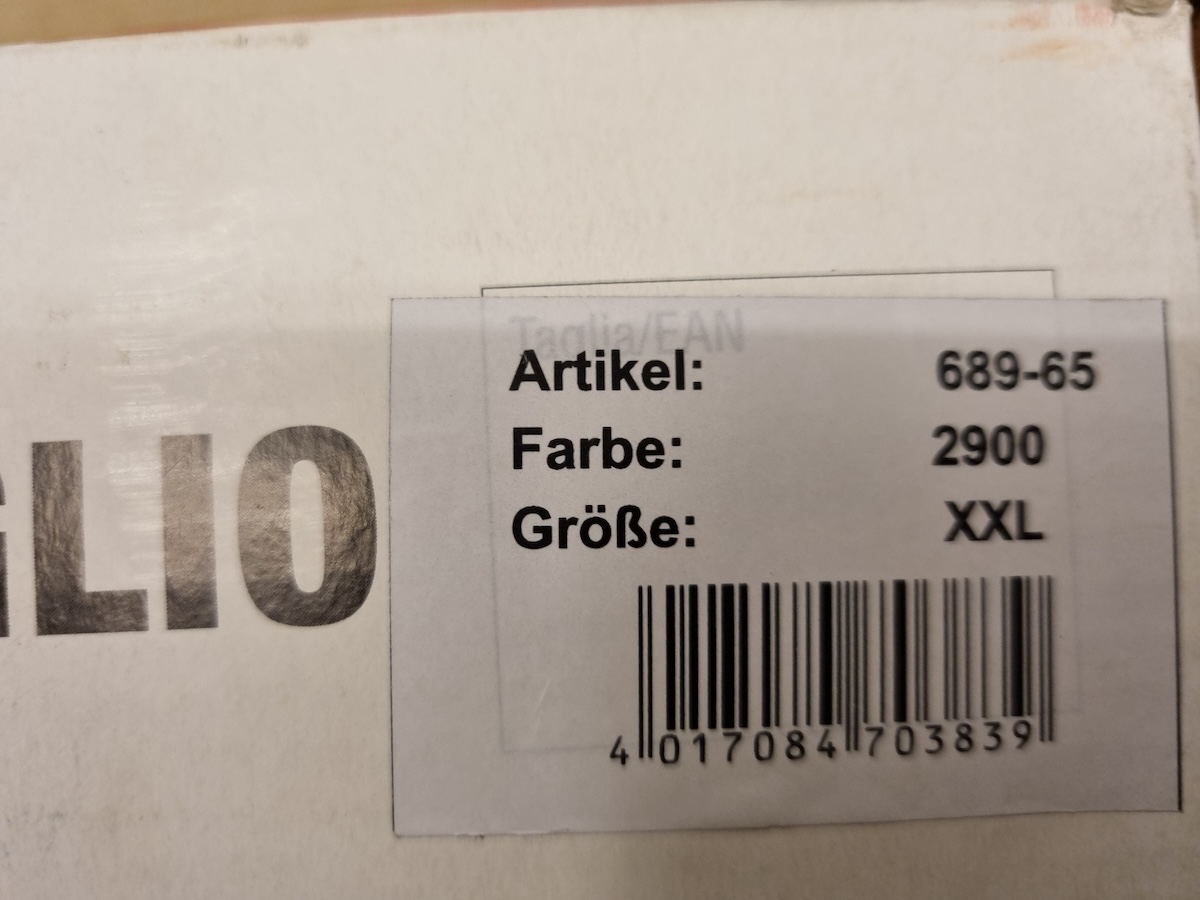 Taglia/EAN
Artikel: 689-65
Farbe: 2900
Größe: XXL
GLIO
4 017084 703839